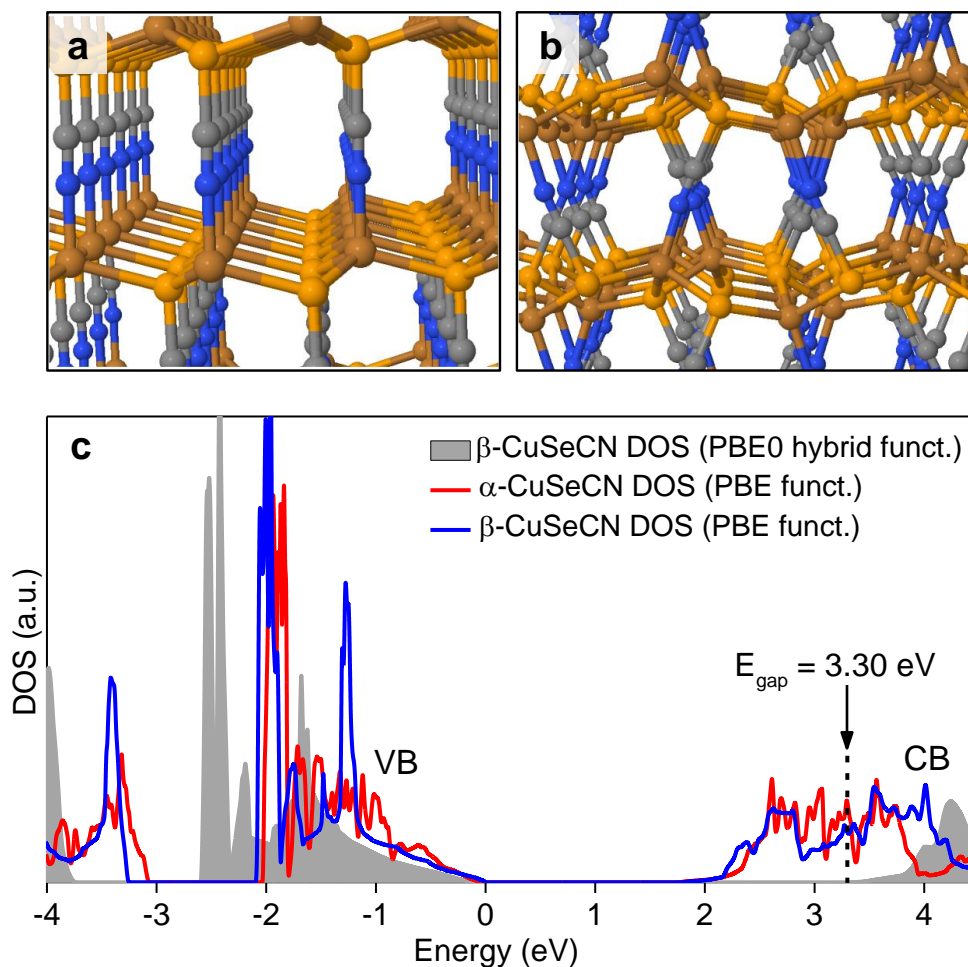 a
b
c
β-CuSeCN DOS (PBE0 hybrid funct.)
α-CuSeCN DOS (PBE funct.)
β-CuSeCN DOS (PBE funct.)
E_gap = 3.30 eV
VB
CB
DOS (a.u.)
-4 -3 -2 -1 0 1 2 3 4
Energy (eV)